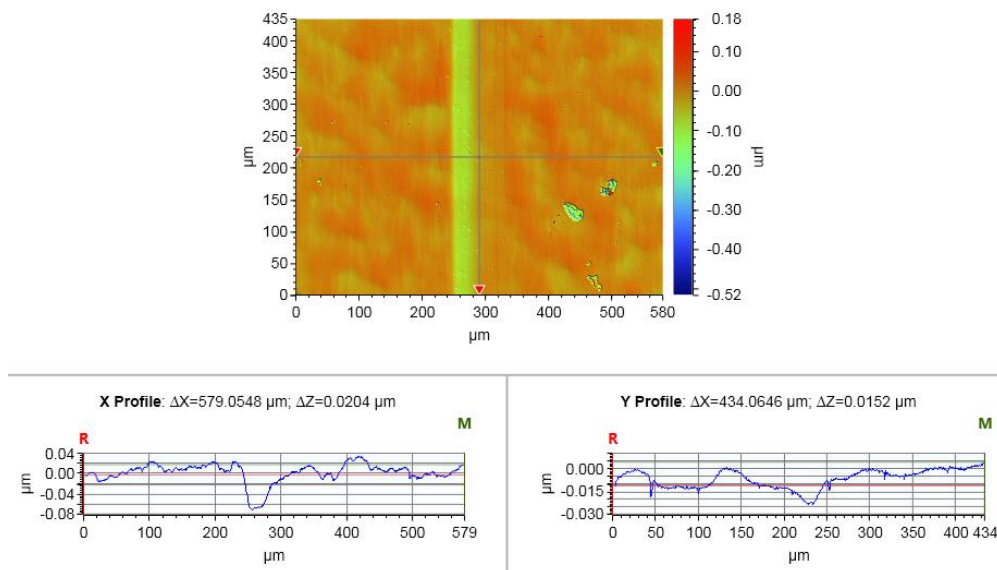 435
400
350
300
250
200
150
100
50
0
µm
0 100 200 300 400 500 580
µm
0.18
0.10
0.00
-0.10
-0.20
-0.30
-0.40
-0.52
µm
X Profile: ΔX=579.0548 µm; ΔZ=0.0204 µm
R M
0.04
0.00
-0.04
-0.08
µm
0 100 200 300 400 579
µm
Y Profile: ΔX=434.0646 µm; ΔZ=0.0152 µm
R M
0.000
-0.015
-0.030
µm
0 50 100 150 200 250 300 350 434
µm